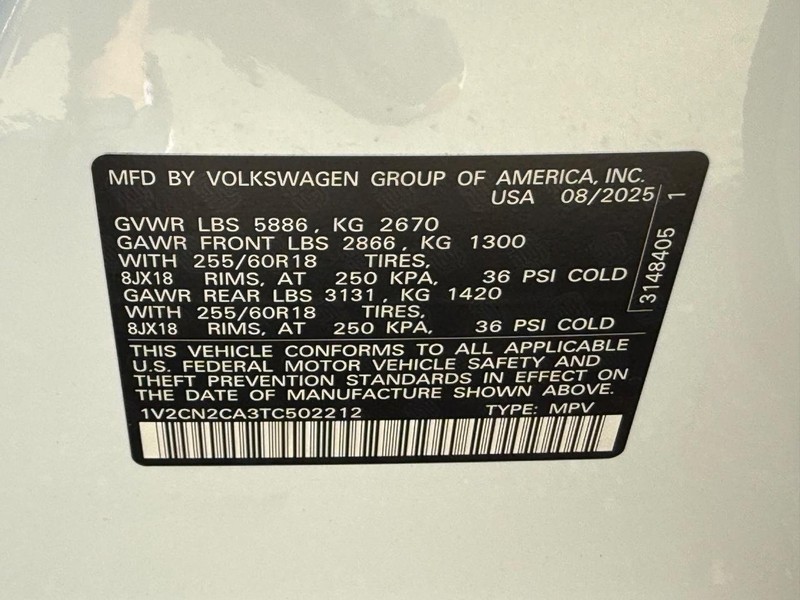 MFD BY VOLKSWAGEN GROUP OF AMERICA, INC.
USA 08/2025
GVWR LBS 5886, KG 2670
GAWR FRONT LBS 2866, KG 1300
WITH 255/60R18 TIRES,
8JX18 RIMS, AT 250 KPA, 36 PSI COLD
GAWR REAR LBS 3131, KG 1420
WITH 255/60R18 TIRES,
8JX18 RIMS, AT 250 KPA, 36 PSI COLD
3148405 1
THIS VEHICLE CONFORMS TO ALL APPLICABLE
U.S. FEDERAL MOTOR VEHICLE SAFETY AND
THEFT PREVENTION STANDARDS IN EFFECT ON
THE DATE OF MANUFACTURE SHOWN ABOVE.
1V2CN2CA3TC502212 TYPE: MPV